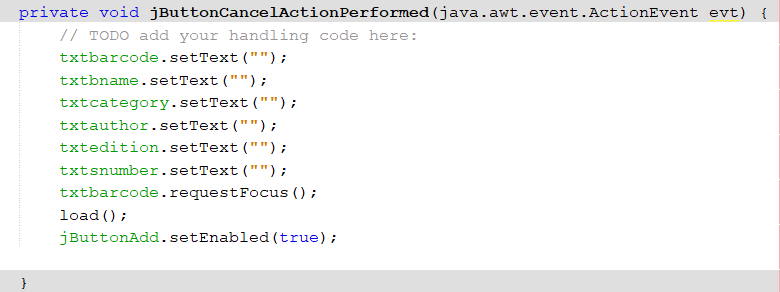 private void jButtonCancelActionPerformed(java.awt.event.ActionEvent evt) {
// TODO add your handling code here:
txtbarcode.setText("");
txtbname.setText("");
txtcategory.setText("");
txtauthor.setText("");
txtedition.setText("");
txtsnumber.setText("");
txtbarcode.requestFocus();
load();
jButtonAdd.setEnabled(true);
}